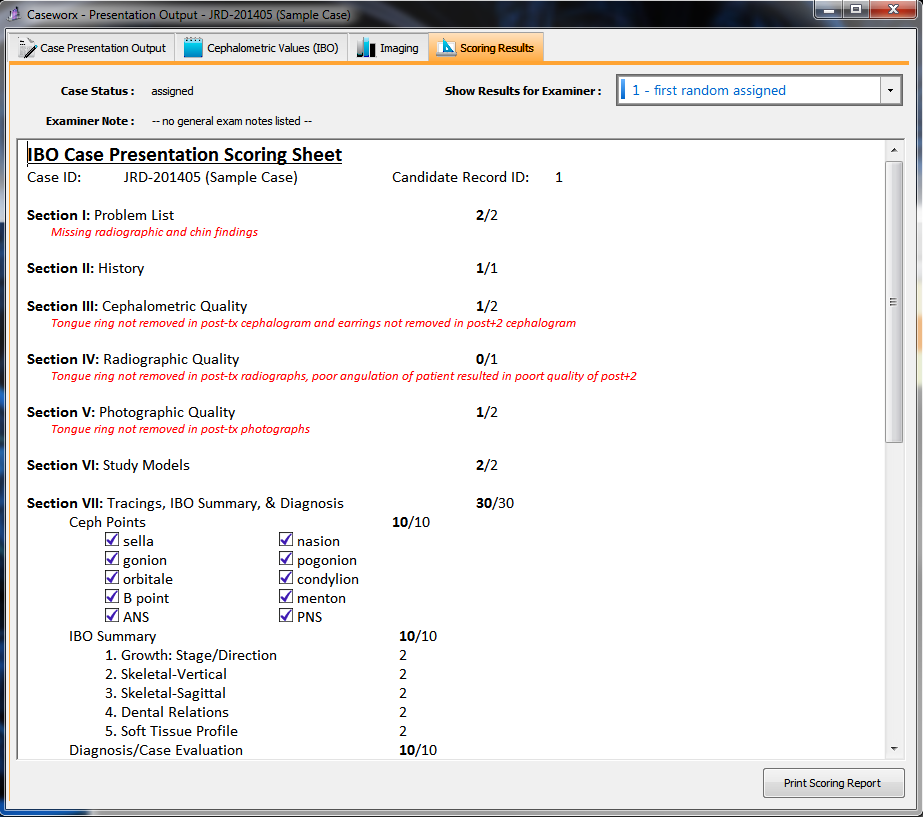 Caseworx - Presentation Output - JRD-201405 (Sample Case)
Case Presentation Output Cephalometric Values (IBO) Imaging Scoring Results
Case Status : assigned Show Results for Examiner : 1 - first random assigned
Examiner Note : -- no general exam notes listed --
IBO Case Presentation Scoring Sheet
Case ID: JRD-201405 (Sample Case) Candidate Record ID: 1
Section I: Problem List 2/2
Missing radiographic and chin findings
Section II: History 1/1
Section III: Cephalometric Quality 1/2
Tongue ring not removed in post-tx cephalogram and earrings not removed in post+2 cephalogram
Section IV: Radiographic Quality 0/1
Tongue ring not removed in post-tx radiographs, poor angulation of patient resulted in poort quality of post+2
Section V: Photographic Quality 1/2
Tongue ring not removed in post-tx photographs
Section VI: Study Models 2/2
Section VII: Tracings, IBO Summary, & Diagnosis 30/30
Ceph Points 10/10
sella nasion
gonion pogonion
orbitale condylion
B point menton
ANS PNS
IBO Summary 10/10
1. Growth: Stage/Direction 2
2. Skeletal-Vertical 2
3. Skeletal-Sagittal 2
4. Dental Relations 2
5. Soft Tissue Profile 2
Diagnosis/Case Evaluation 10/10
Print Scoring Report